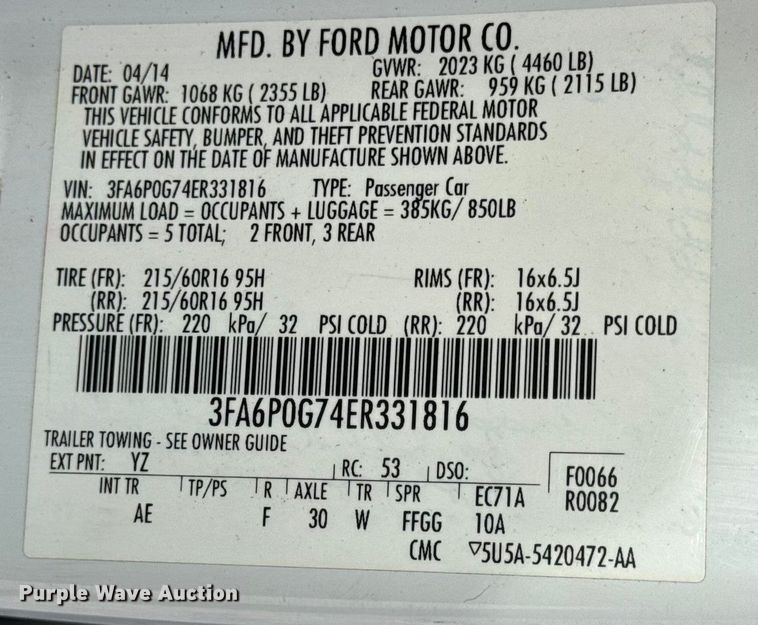 MFD. BY FORD MOTOR CO.
DATE: 04/14 GVWR: 2023 KG ( 4460 LB)
FRONT GAWR: 1068 KG ( 2355 LB) REAR GAWR: 959 KG ( 2115 LB)
THIS VEHICLE CONFORMS TO ALL APPLICABLE FEDERAL MOTOR
VEHICLE SAFETY, BUMPER, AND THEFT PREVENTION STANDARDS
IN EFFECT ON THE DATE OF MANUFACTURE SHOWN ABOVE.
VIN: 3FA6P0G74ER331816 TYPE: Passenger Car
MAXIMUM LOAD = OCCUPANTS + LUGGAGE = 385KG/ 850LB
OCCUPANTS = 5 TOTAL; 2 FRONT, 3 REAR
TIRE (FR): 215/60R16 95H RIMS (FR): 16x6.5J
(RR): 215/60R16 95H (RR): 16x6.5J
PRESSURE (FR): 220 kPa/ 32 PSI COLD (RR): 220 kPa/ 32 PSI COLD
3FA6P0G74ER331816
TRAILER TOWING - SEE OWNER GUIDE
EXT PNT: YZ RC: 53 DSO: F0066
INT TR TP/PS R AXLE TR SPR EC71A R0082
AE F 30 W FFGG 10A
CMC ▽5U5A-5420472-AA
Purple Wave Auction